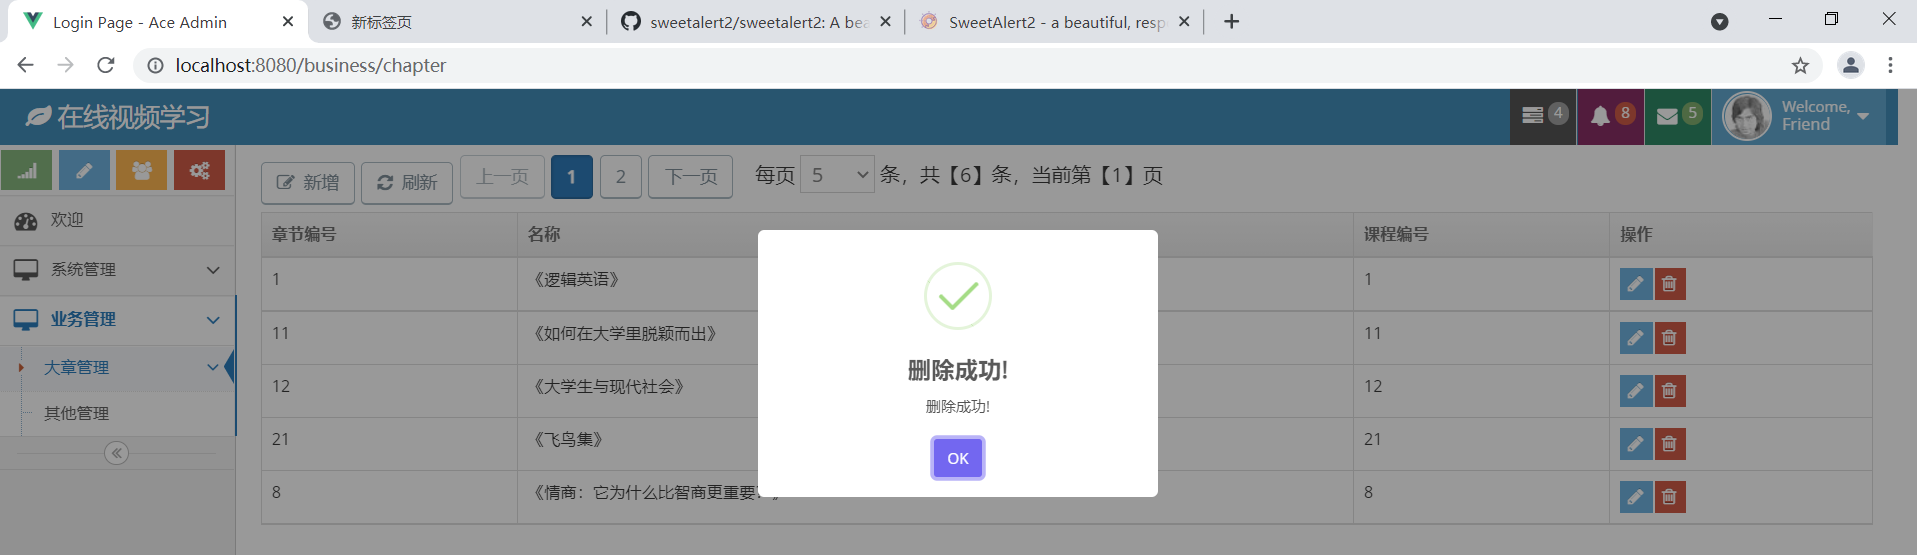 Login Page - Ace Admin
新标签页
sweetalert2/sweetalert2: A bea
SweetAlert2 - a beautiful, resp
localhost:8080/business/chapter
在线视频学习
4
8
5
Welcome,
Friend
新增
刷新
上一页
1
2
下一页
每页 5 条，共【6】条，当前第【1】页
欢迎
系统管理
业务管理
大章管理
其他管理
章节编号 名称 课程编号 操作
1 《逻辑英语》 1
11 《如何在大学里脱颖而出》 11
12 《大学生与现代社会》 12
21 《飞鸟集》 21
8 《情商：它为什么比智商更重要 8
删除成功!
删除成功!
OK